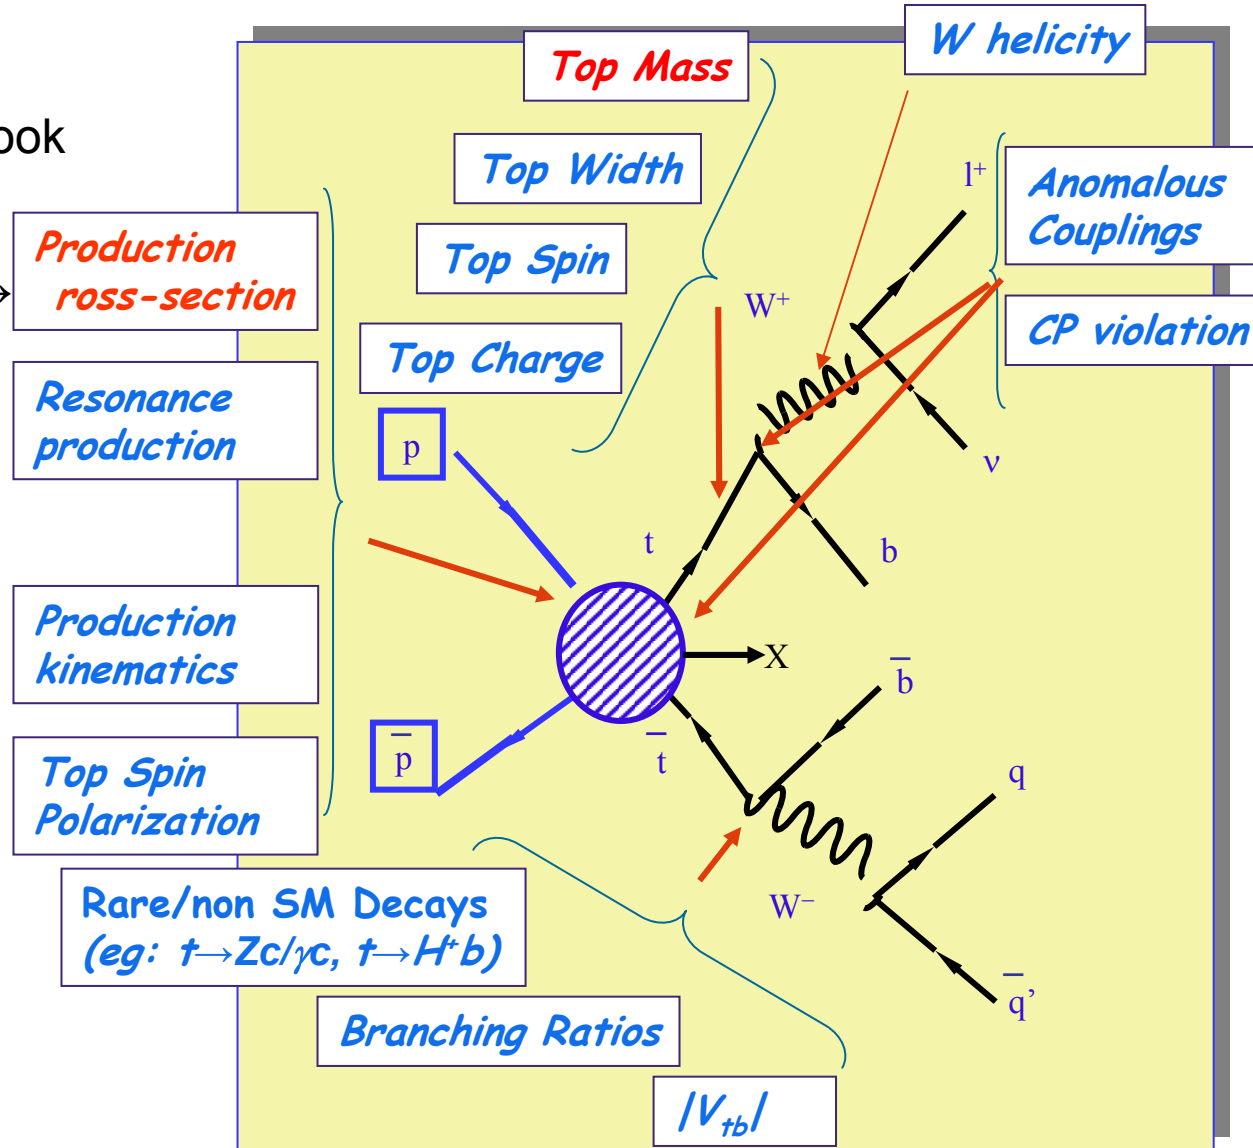 W helicity
Top Mass
ook
Top Width
l⁺
Anomalous
Couplings
Production
ross-section
→
Top Spin
W⁺
CP violation
Top Charge
Resonance
production
p
ν
t
b
Production
kinematics
X
b̅
p̅
t̅
Top Spin
Polarization
q
Rare/non SM Decays
(eg: t→Zc/γc, t→H⁺b)
W⁻
q̅’
Branching Ratios
|V_tb|